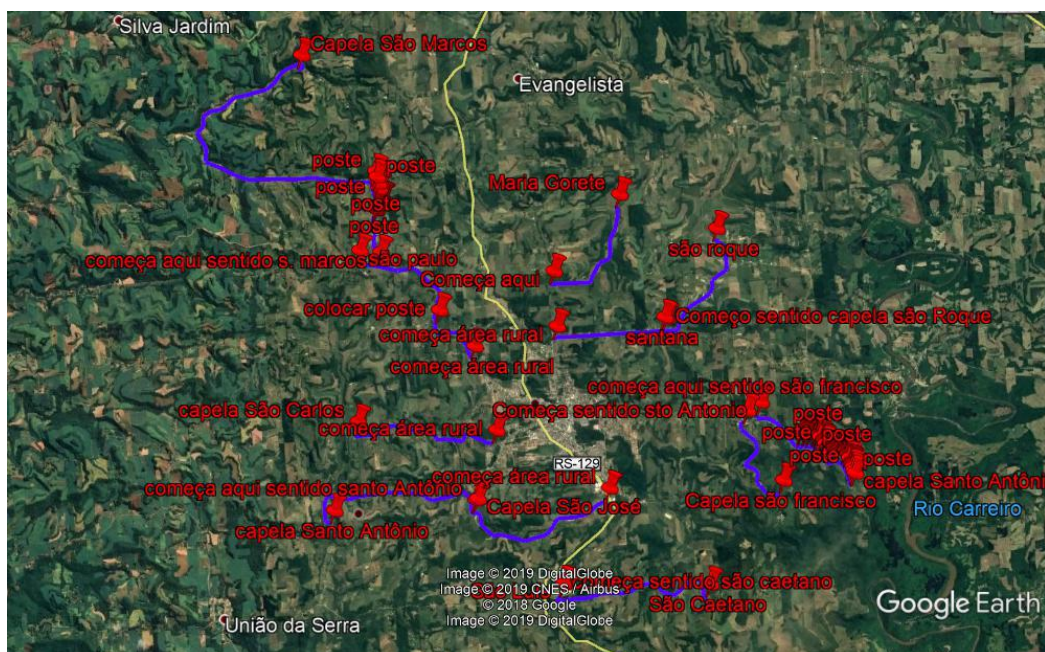 Silva Jardim
Capela São Marcos
Evangelista
poste
poste
poste
poste
poste
Maria Gorete
começa aqui sentido s. marcos
são paulo
são roque
Começa aqui
colocar poste
Começo sentido capela são Roque
santana
começa área rural
começa área rural
começa aqui sentido são francisco
capela São Carlos
Começa sentido sto Antonio
começa área rural
poste
poste
poste
poste
poste
RS-129
começa área rural
capela Santo Antôni
começa aqui sentido santo Antônio
Capela São José
Capela são francisco
Rio Carreiro
capela Santo Antônio
Image © 2019 DigitalGlobe
Image © 2019 CNES / Airbus
© 2018 Google
Image © 2019 DigitalGlobe
começa sentido são caetano
São Caetano
Google Earth
União da Serra